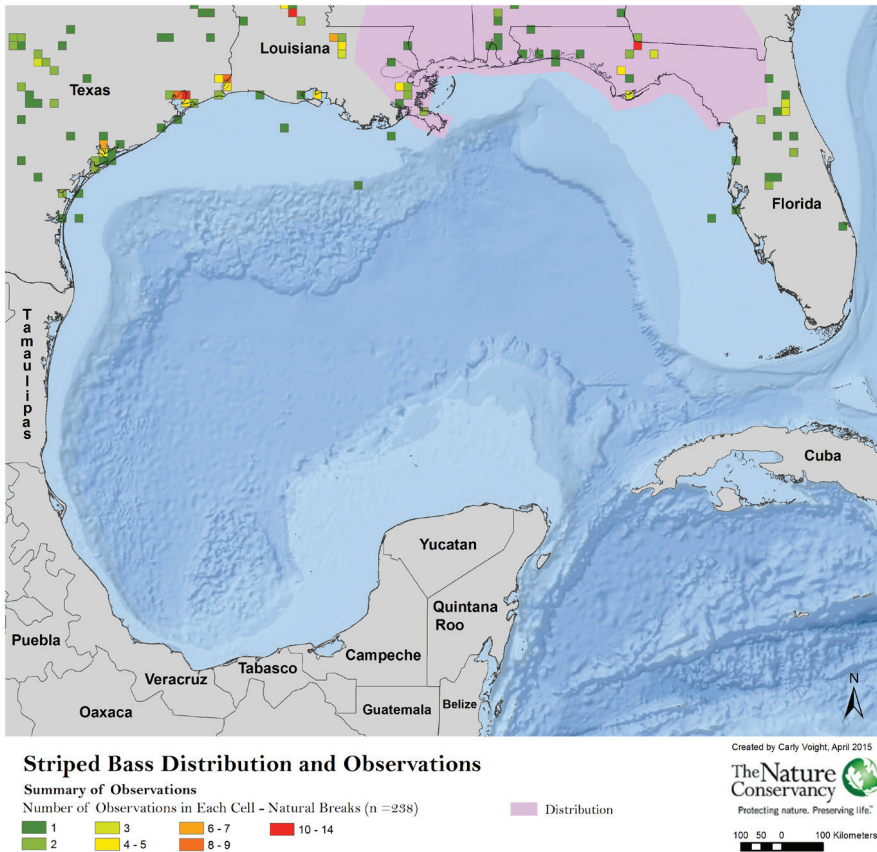 Louisiana
Texas
Florida
Tamaulipas
Cuba
Yucatan
Quintana
Roo
Puebla
Campeche
Veracruz
Tabasco
Belize
Oaxaca
Guatemala
N
Striped Bass Distribution and Observations
Summary of Observations
Number of Observations in Each Cell - Natural Breaks (n =238)
1
3
6 - 7
10 - 14
2
4 - 5
8 - 9
Distribution
Created by Carly Voight, April 2015
The Nature
Conservancy
Protecting nature. Preserving life.™
100 50 0 100 Kilometers